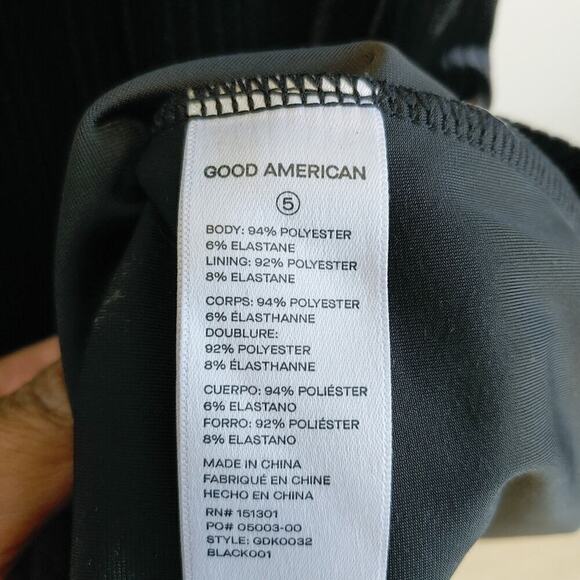 GOOD AMERICAN
5
BODY: 94% POLYESTER
6% ELASTANE
LINING: 92% POLYESTER
8% ELASTANE
CORPS: 94% POLYESTER
6% ÉLASTHANNE
DOUBLURE:
92% POLYESTER
8% ÉLASTHANNE
CUERPO: 94% POLIÉSTER
6% ELASTANO
FORRO: 92% POLIÉSTER
8% ELASTANO
MADE IN CHINA
FABRIQUÉ EN CHINE
HECHO EN CHINA
RN# 151301
PO# 05003-00
STYLE: GDK0032
BLACK001